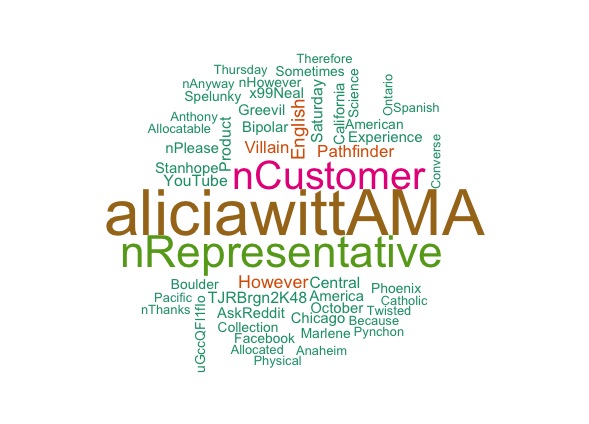 Therefore
Thursday Sometimes
nAnyway nHowever
Spelunky x99Neal
Greevil
Anthony
Allocatable
Bipolar
nPlease
Product
Villain
English
Saturday
California
Science
Ontario
Spanish
American
Experience
Pathfinder
Converse
Stanhope
YouTube
nCustomer
aliciawittAMA
nRepresentative
Boulder
However Central
Phoenix
Pacific
TJRBrgn2K48 America
Catholic
nThanks
uGccQFI1fIo
AskReddit
October Twisted
Chicago
Because
Collection
Marlene
Pynchon
Facebook
Allocated
Anaheim
Physical